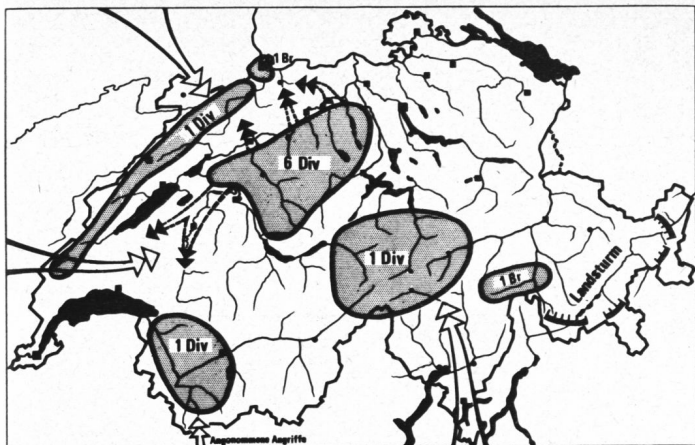 1 Br
1 Div
6 Div
1 Div
1 Br
Landsturm
1 Div
Angenommene Angriffe